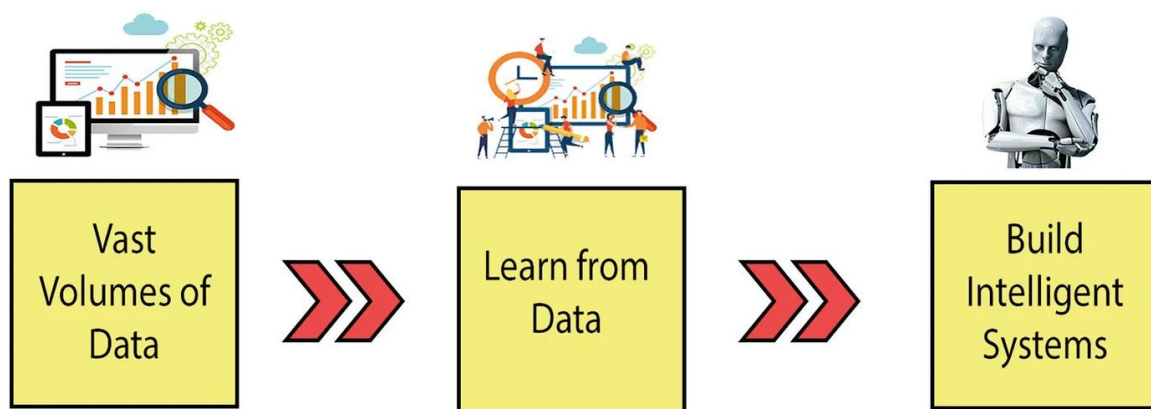 Vast
Volumes of
Data
Learn from
Data
Build
Intelligent
Systems